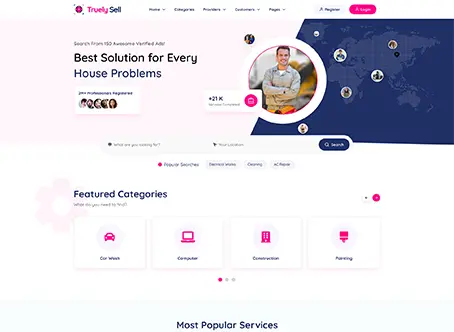 Truely Sell
Home Categories Providers Customers Pages Register Login
Search From 150 Awesome Verified Ads!
Best Solution for Every
House Problems
Professionals Registered
+21 K
Services Completed
What are you looking for? Your Location Search
Popular Searches Electrical Works Cleaning AC Repair
Featured Categories
What do you need to find?
Car Wash Computer Construction Painting
Most Popular Services